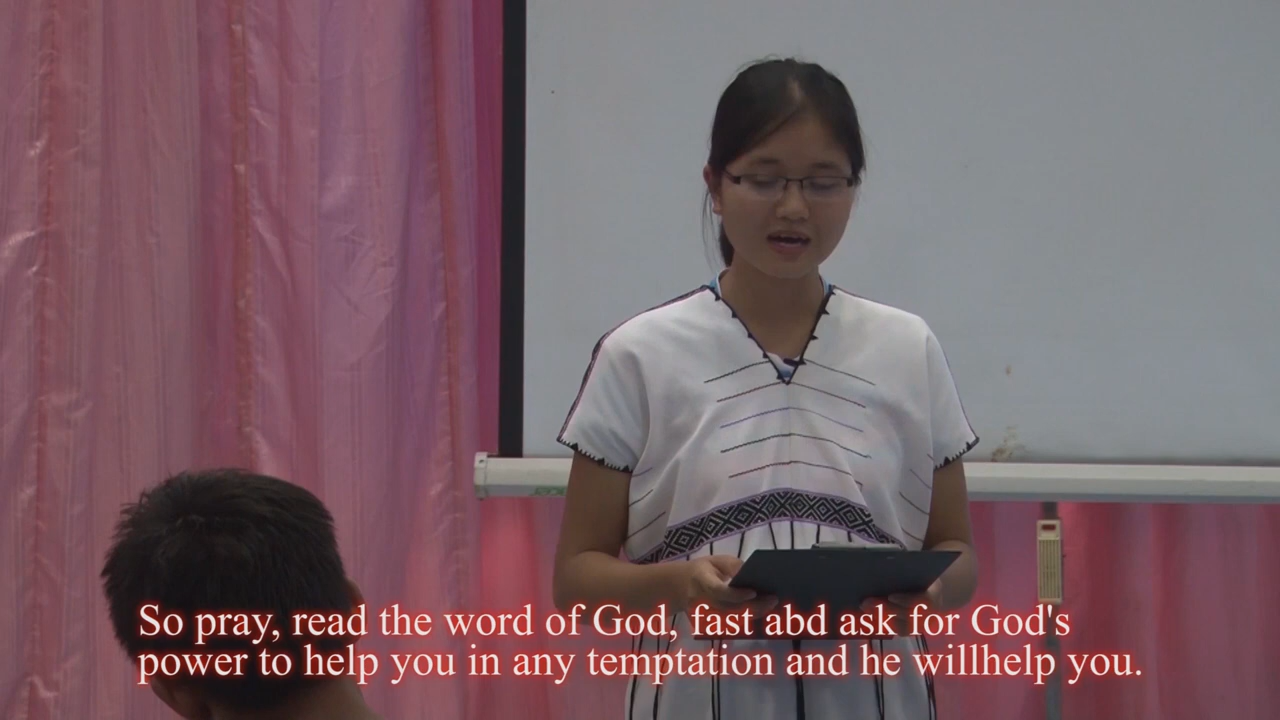 So pray, read the word of God, fast abd ask for God's
power to help you in any temptation and he willhelp you.